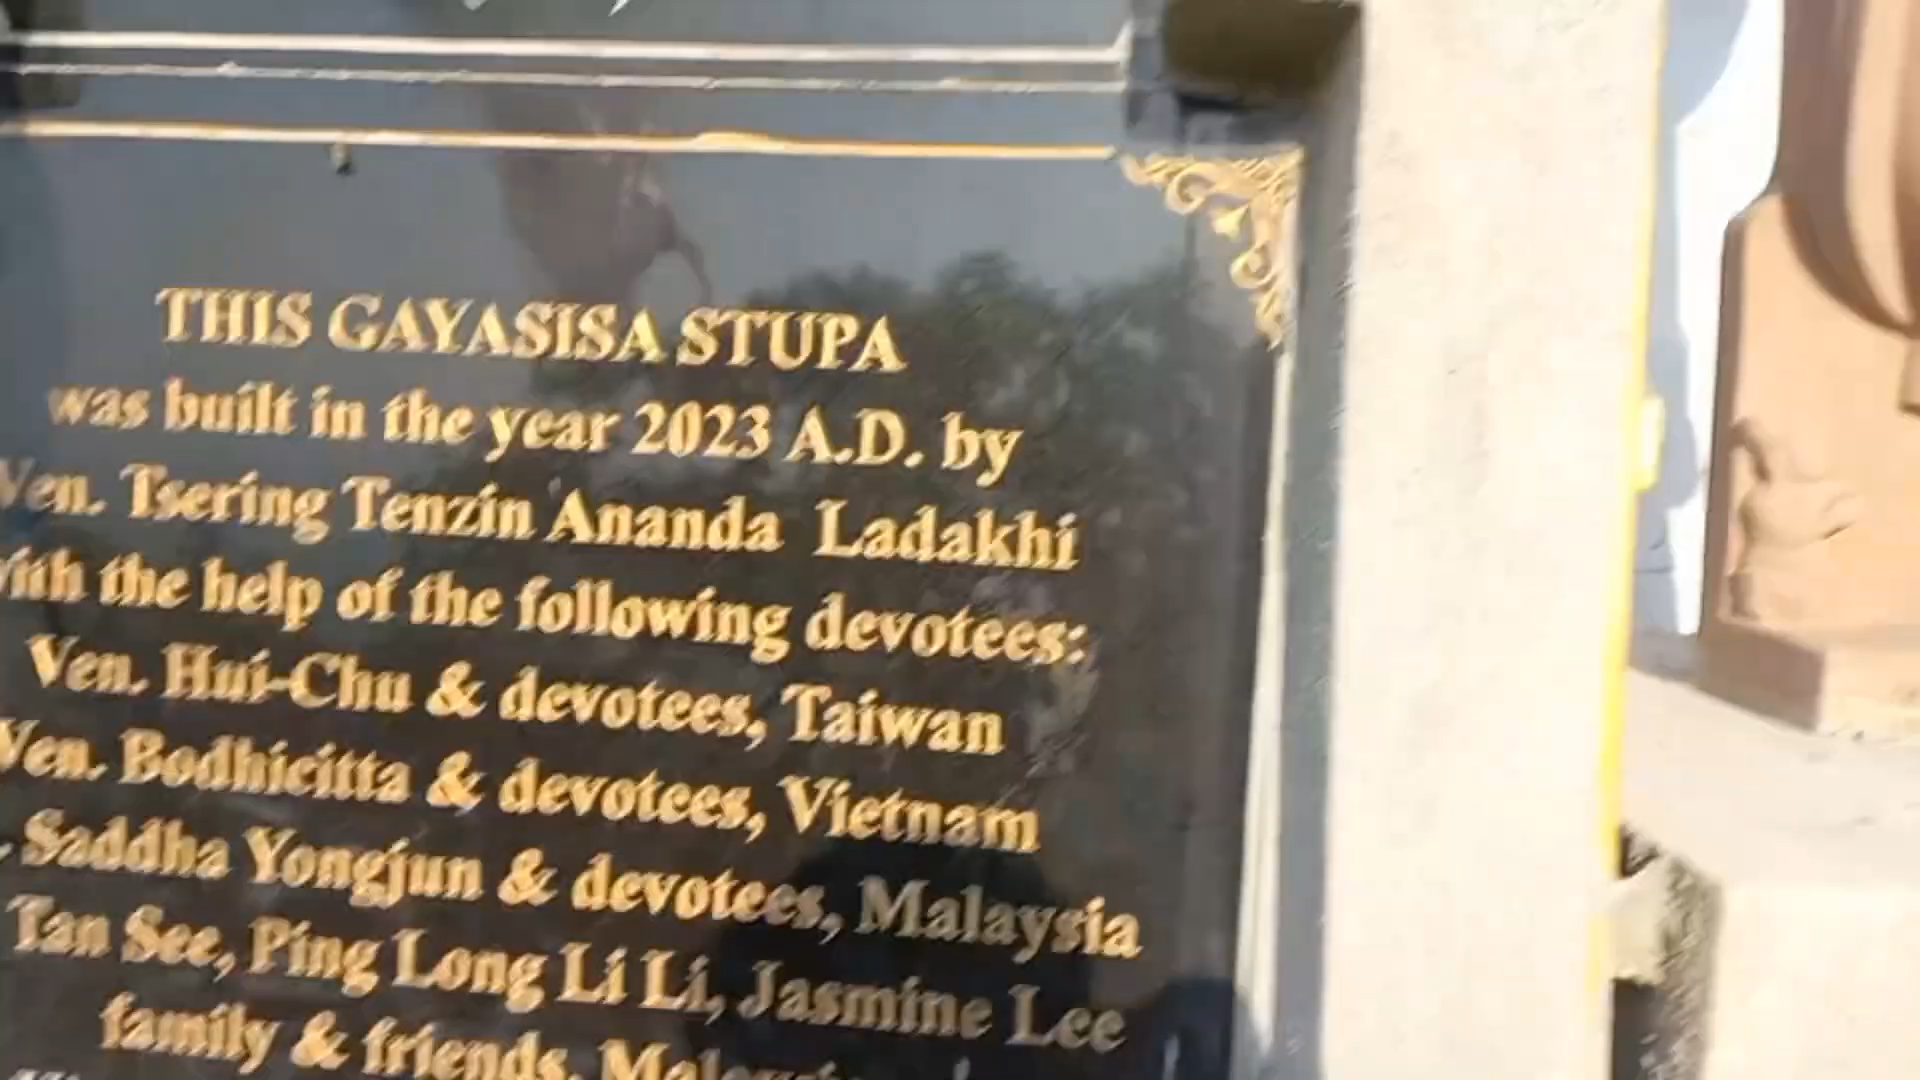 THIS GAYASISA STUPA
was built in the year 2023 A.D. by
Ven. Tsering Tenzin Ananda Ladakhi
with the help of the following devotees:
Ven. Hui-Chu & devotees, Taiwan
Ven. Bodhicitta & devotees, Vietnam
Saddha Yongjun & devotees, Malaysia
Tan See, Ping Long Li Li, Jasmine Lee
family & friends, Malaysia